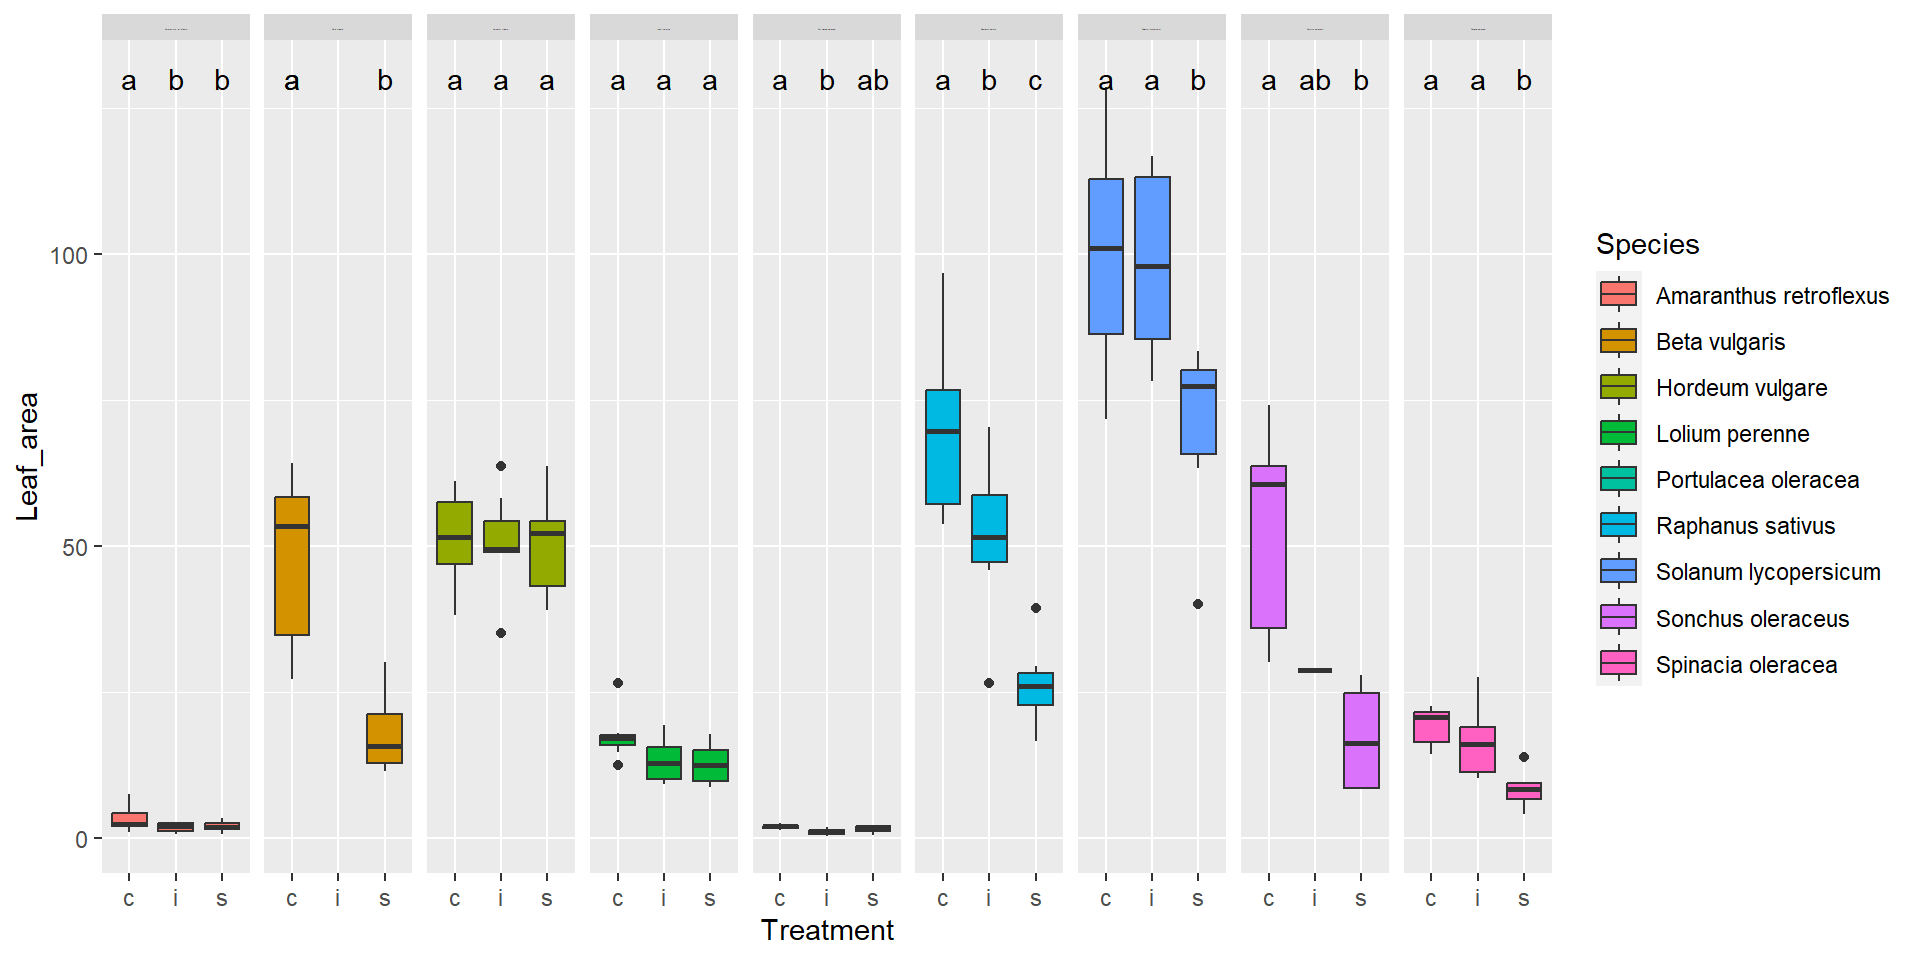 a b b a b a a a a a a a b ab a b c a a b a ab b a a b
Leaf_area
100
50
0
c i s c i s c i s c i s c i s c i s c i s c i s c i s
Treatment
Species
Amaranthus retroflexus
Beta vulgaris
Hordeum vulgare
Lolium perenne
Portulacea oleracea
Raphanus sativus
Solanum lycopersicum
Sonchus oleraceus
Spinacia oleracea